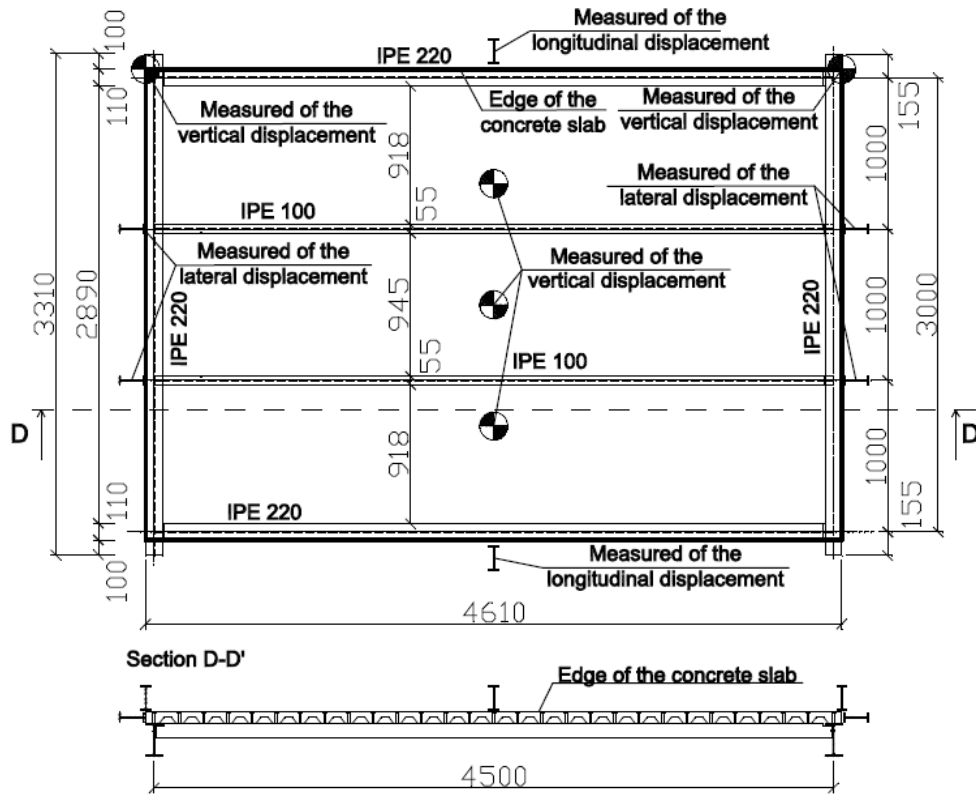 Measured of the
longitudinal displacement
100
IPE 220
110
Measured of the
vertical displacement
Edge of the
concrete slab
Measured of the
vertical displacement
155
918
1000
Measured of the
lateral displacement
55
IPE 100
Measured of the
lateral displacement
Measured of the
vertical displacement
3310
2890
IPE 220
945
IPE 220
1000
3000
55
IPE 100
D
D
918
1000
110
IPE 220
155
100
Measured of the
longitudinal displacement
4610
Section D-D'
Edge of the concrete slab
4500